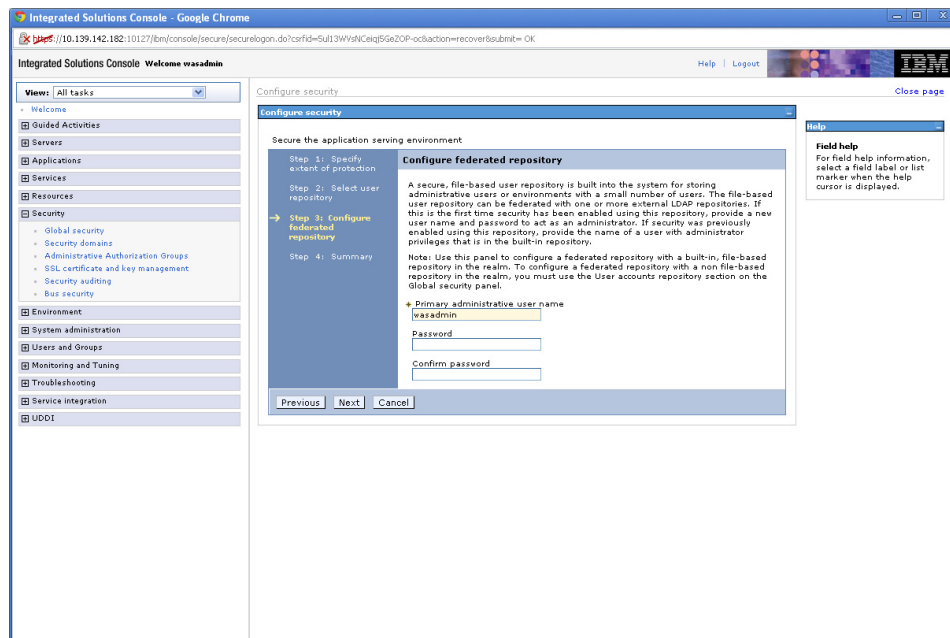 Integrated Solutions Console - Google Chrome
https://10.139.142.182:10127/ibm/console/secure/securelogon.do?csrfid=5ul13WVsNCeiqj5GeZOP-oc&action=recover&submit= OK
Integrated Solutions Console Welcome wasadmin
Help | Logout
IBM
View: All tasks
Welcome
Guided Activities
Servers
Applications
Services
Resources
Security
Global security
Security domains
Administrative Authorization Groups
SSL certificate and key management
Security auditing
Bus security
Environment
System administration
Users and Groups
Monitoring and Tuning
Troubleshooting
Service integration
UDDI
Configure security
Close page
Configure security
Secure the application serving environment
Step 1: Specify
extent of protection
Step 2: Select user
repository
Step 3: Configure
federated
repository
Step 4: Summary
Configure federated repository
A secure, file-based user repository is built into the system for storing
administrative users or environments with a small number of users. The file-based
user repository can be federated with one or more external LDAP repositories. If
this is the first time security has been enabled using this repository, provide a new
user name and password to act as an administrator. If security was previously
enabled using this repository, provide the name of a user with administrator
privileges that is in the built-in repository.
Note: Use this panel to configure a federated repository with a built-in, file-based
repository in the realm. To configure a federated repository with a non file-based
repository in the realm, you must use the User accounts repository section on the
Global security panel.
Primary administrative user name
wasadmin
Password
Confirm password
Previous Next Cancel
Help
Field help
For field help information,
select a field label or list
marker when the help
cursor is displayed.